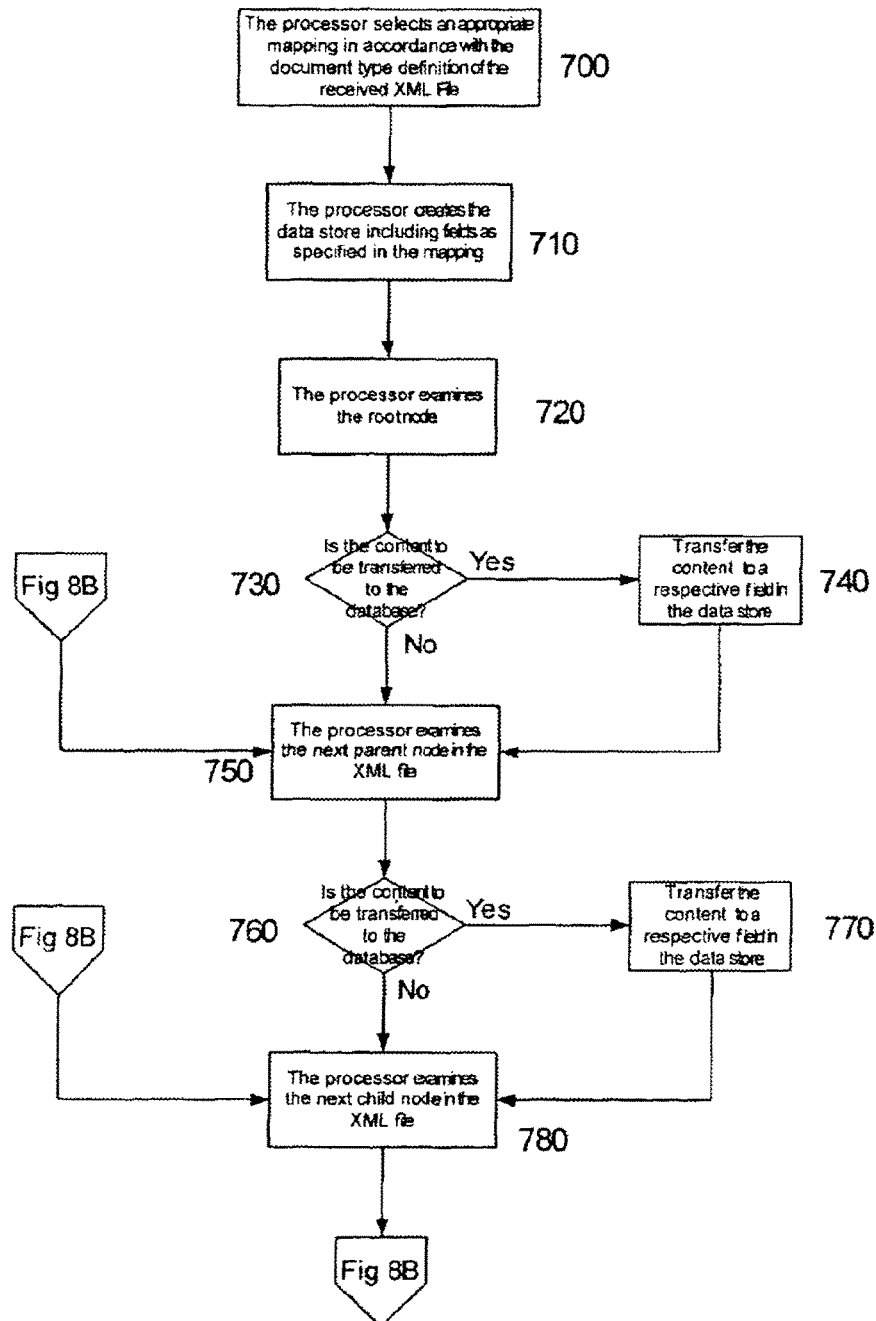 The processor selects an appropriate
mapping in accordance with the
document type definition of the
received XML File
700
The processor creates the
data store including fields as
specified in the mapping
710
The processor examines
the root node
720
Is the content to
be transferred
to the
database?
730
Yes
Transfer the
content to a
respective field in
the data store
740
Fig 8B
No
The processor examines
the next parent node in the
XML file
750
Is the content to
be transferred
to the
database?
760
Yes
Transfer the
content to a
respective field in
the data store
770
Fig 8B
No
The processor examines
the next child node in the
XML file
780
Fig 8B